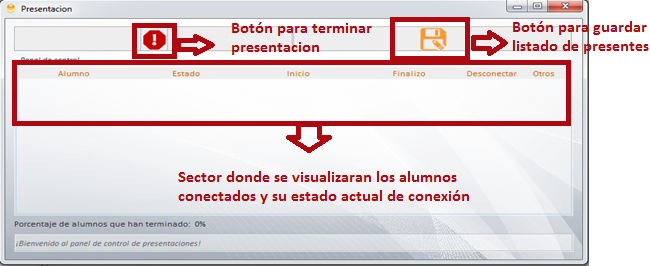 Presentacion
Botón para terminar
presentacion
Botón para guardar
listado de presentes
Panel de control
Alumno Estado Inicio Finalizo Desconectar Otros
Sector donde se visualizaran los alumnos
conectados y su estado actual de conexión
Porcentaje de alumnos que han terminado: 0%
¡Bienvenido al panel de control de presentaciones!